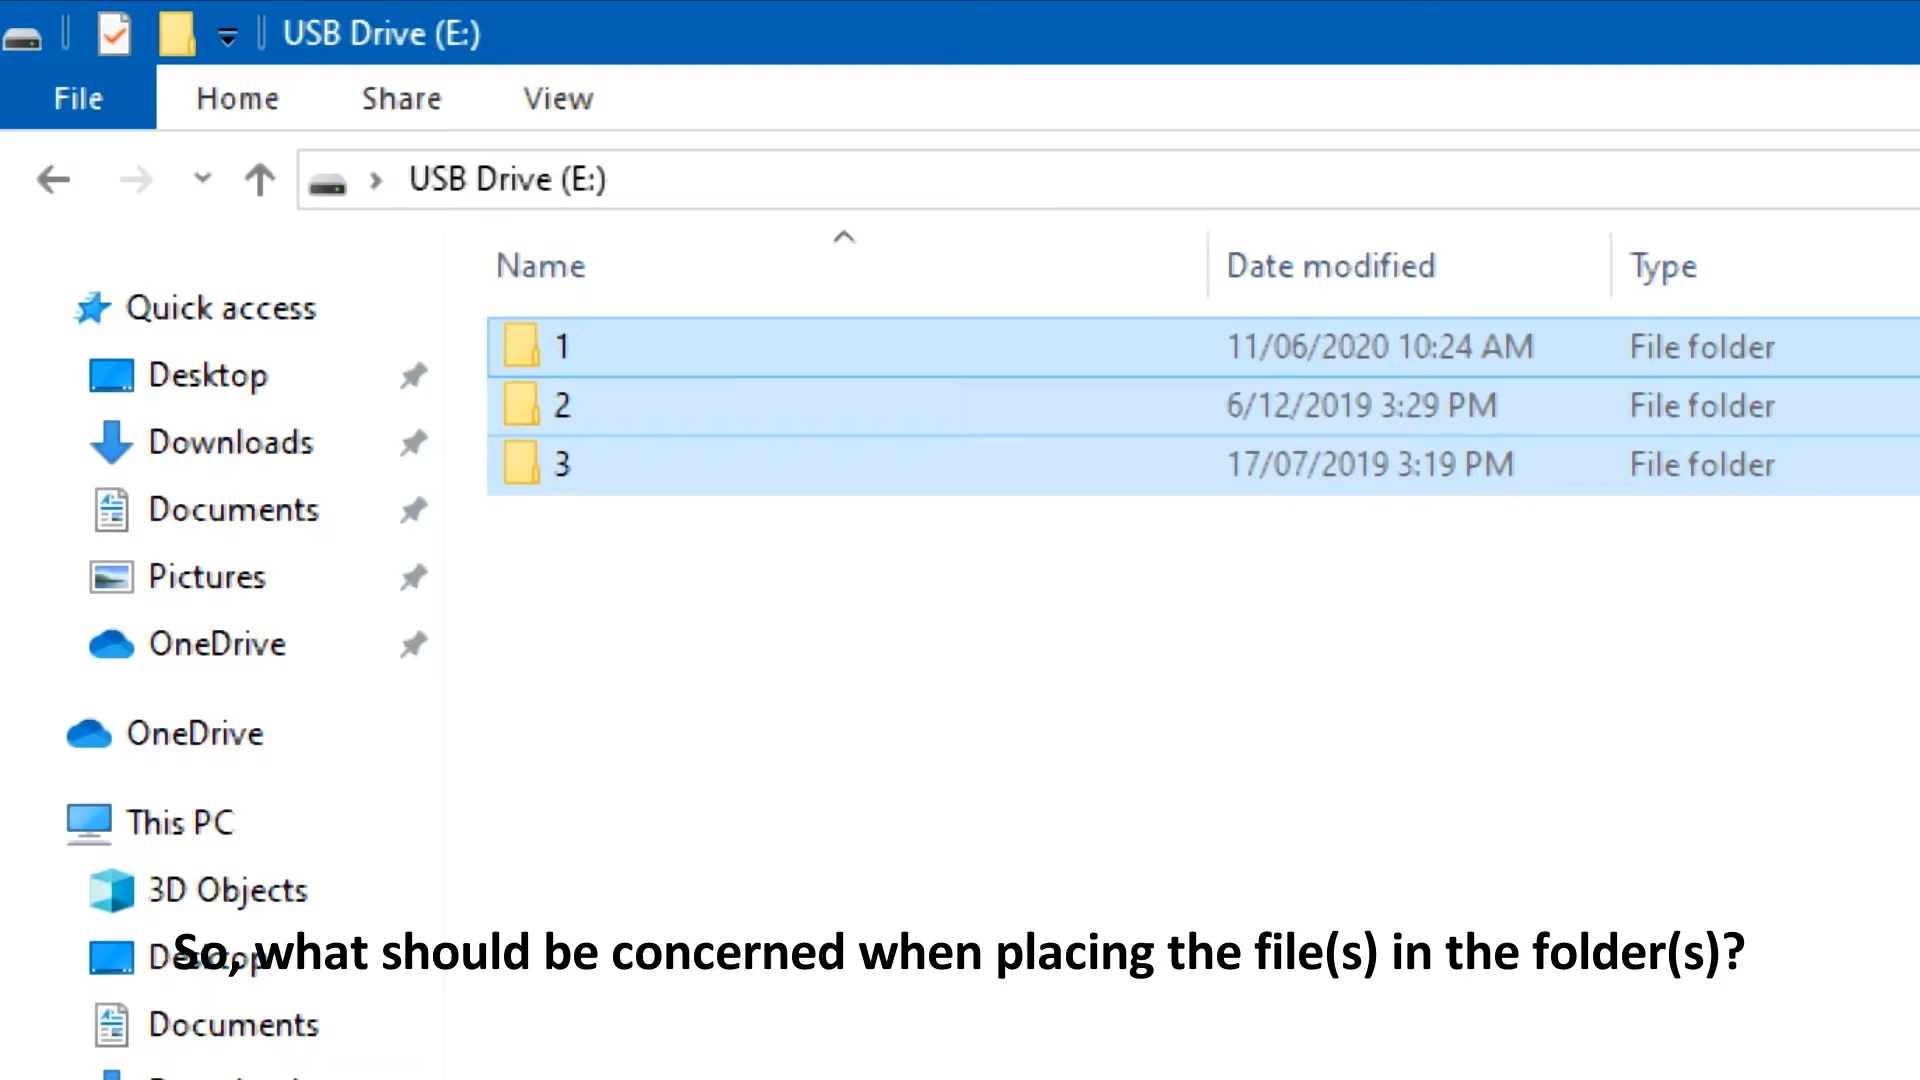 USB Drive (E:)
File Home Share View
USB Drive (E:)
Name Date modified Type
Quick access
Desktop
Downloads
Documents
Pictures
OneDrive
OneDrive
This PC
3D Objects
Desktop
Documents
1 11/06/2020 10:24 AM File folder
2 6/12/2019 3:29 PM File folder
3 17/07/2019 3:19 PM File folder
So, what should be concerned when placing the file(s) in the folder(s)?